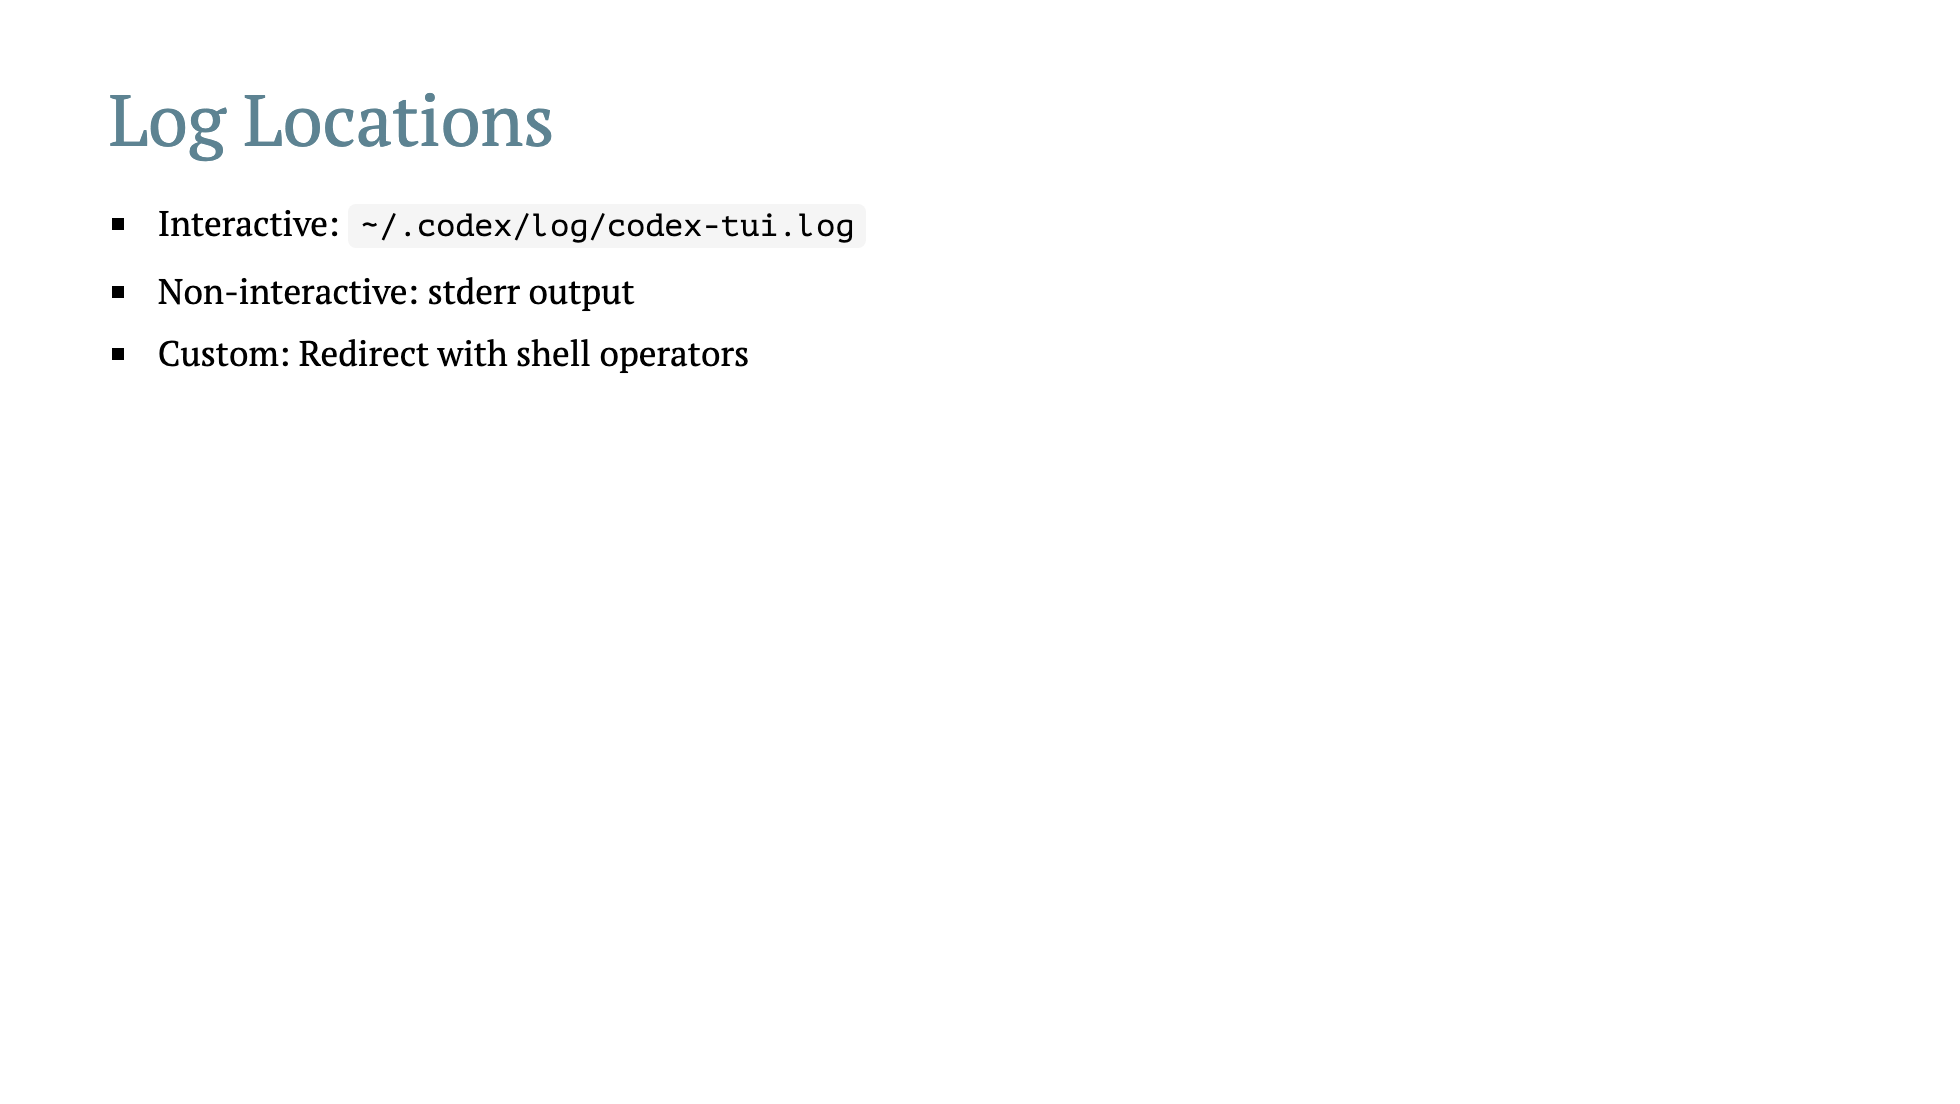 Log Locations
▪ Interactive: ~/.codex/log/codex-tui.log
▪ Non-interactive: stderr output
▪ Custom: Redirect with shell operators